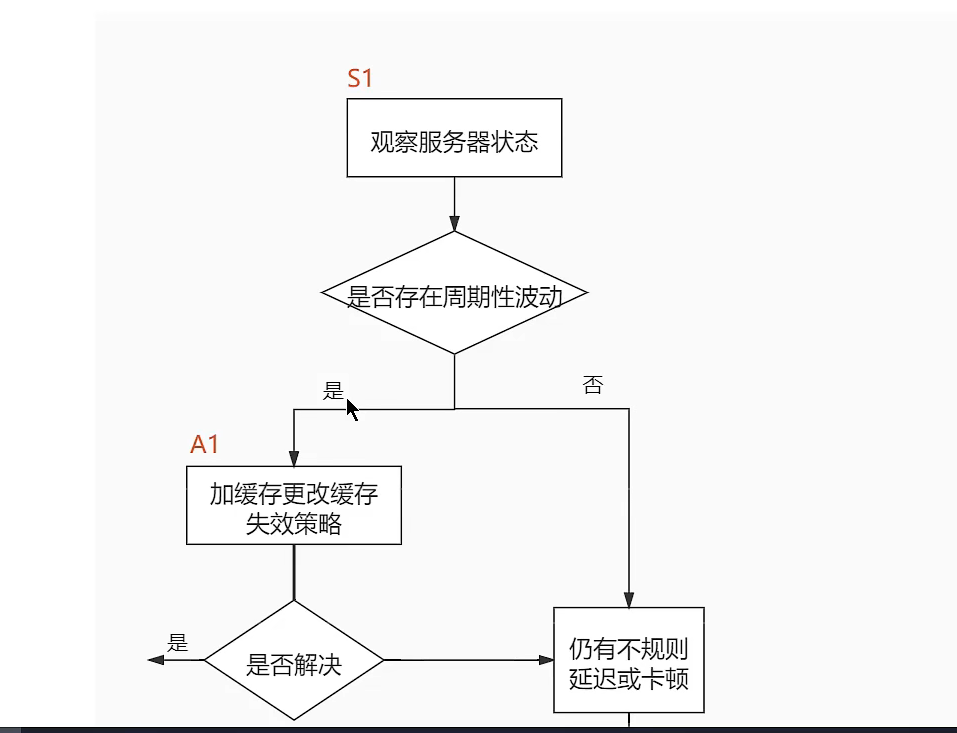 S1
观察服务器状态
是否存在周期性波动
是
否
A1
加缓存更改缓存
失效策略
是
是否解决
仍有不规则
延迟或卡顿